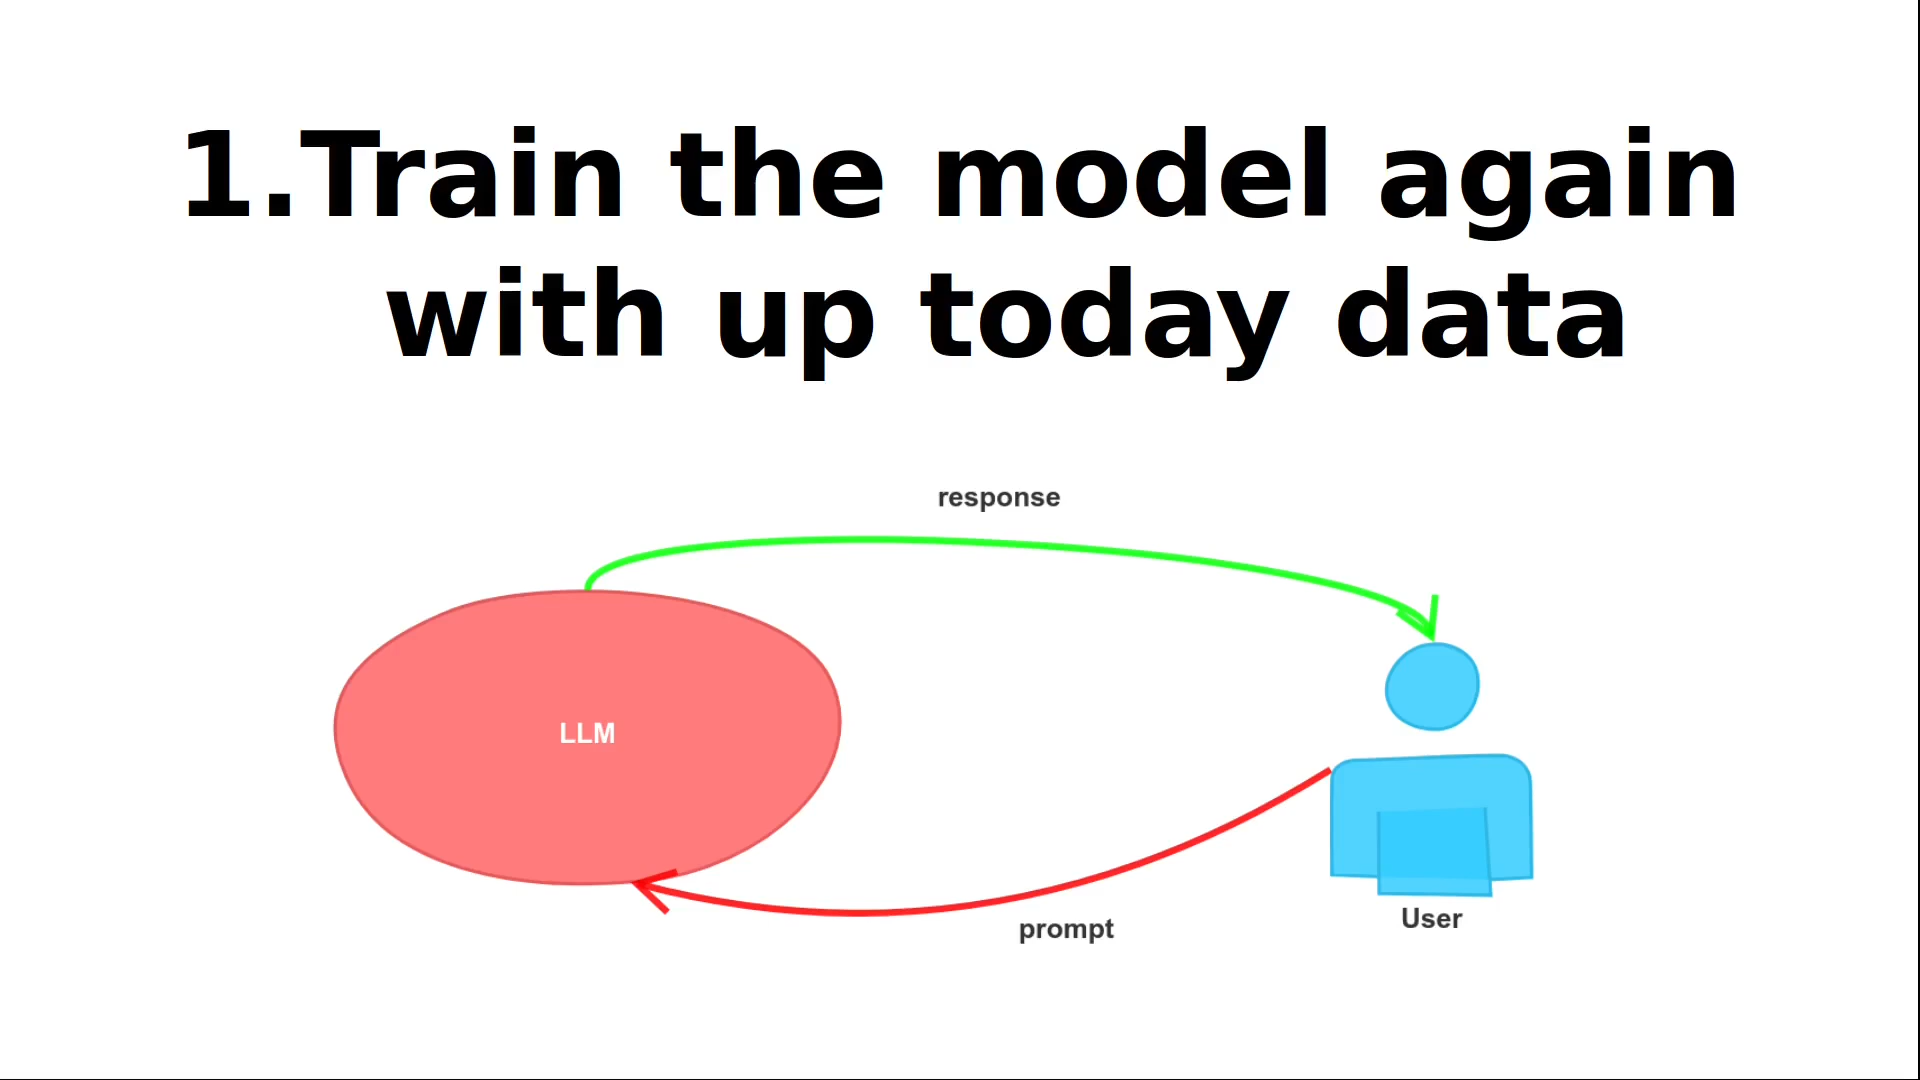 1.Train the model again
with up today data
response
LLM
prompt
User